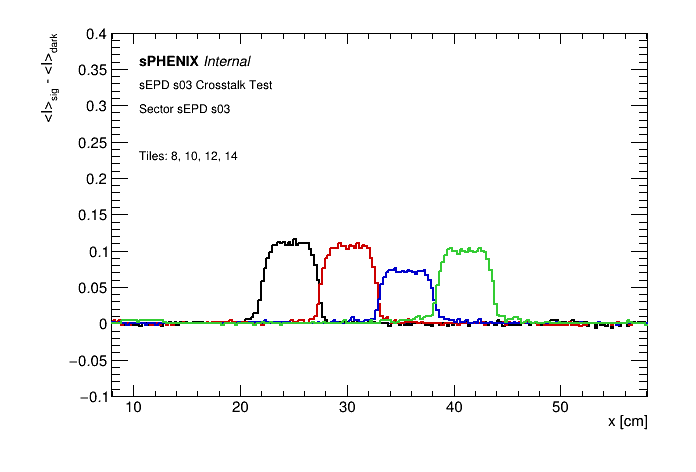 <I>sig - <I>dark
0.4
0.35
0.3
0.25
0.2
0.15
0.1
0.05
0
−0.05
−0.1
sPHENIX Internal
sEPD s03 Crosstalk Test
Sector sEPD s03
Tiles: 8, 10, 12, 14
10 20 30 40 50
x [cm]